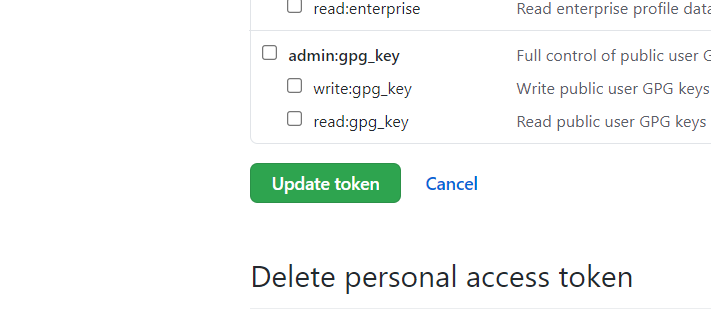 read:enterprise Read enterprise profile data
admin:gpg_key Full control of public user G
write:gpg_key Write public user GPG keys
read:gpg_key Read public user GPG keys
Update token Cancel
Delete personal access token